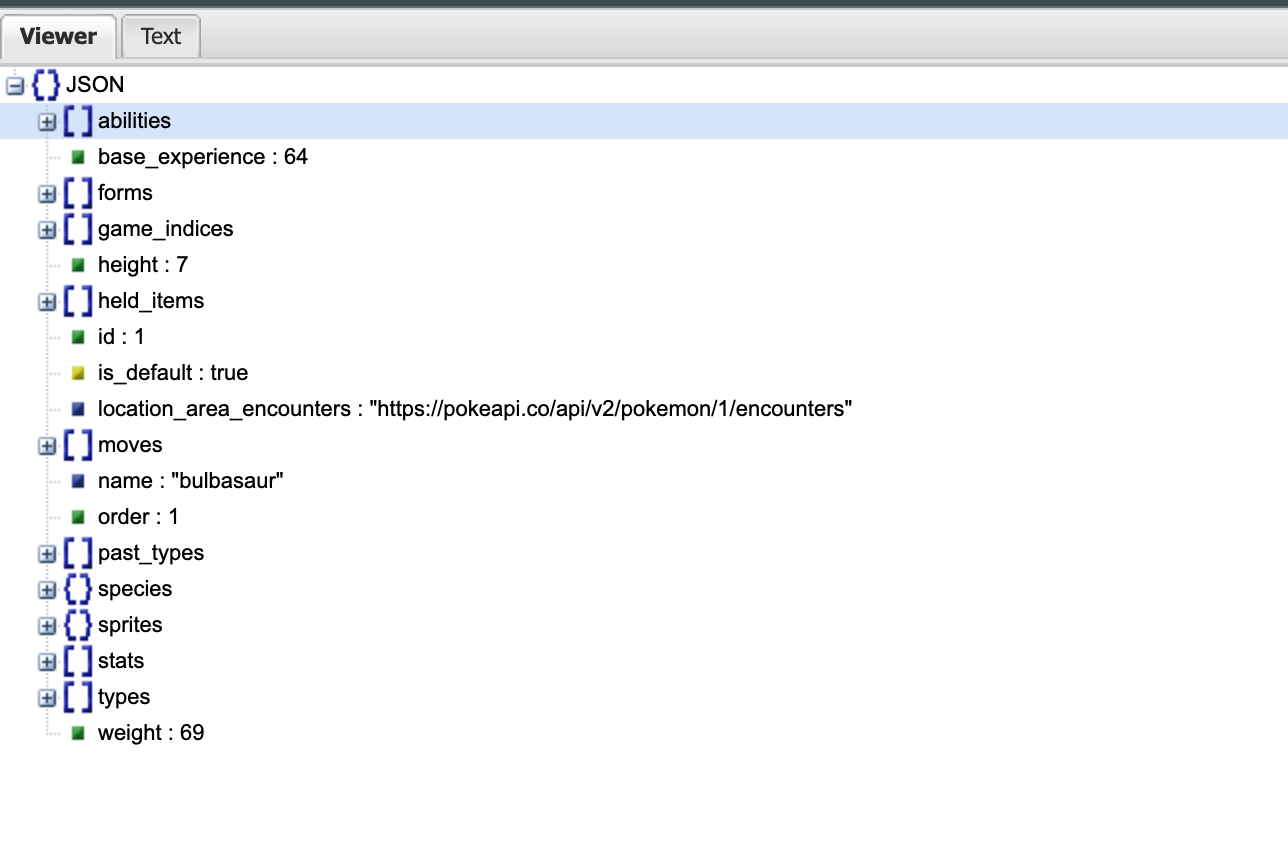 Viewer Text
JSON
abilities
base_experience : 64
forms
game_indices
height : 7
held_items
id : 1
is_default : true
location_area_encounters : "https://pokeapi.co/api/v2/pokemon/1/encounters"
moves
name : "bulbasaur"
order : 1
past_types
species
sprites
stats
types
weight : 69